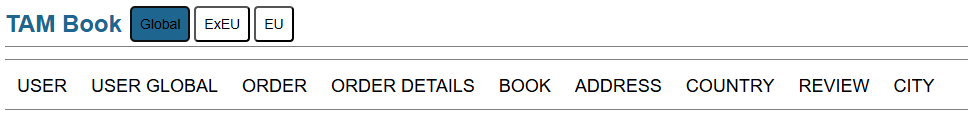 TAM Book Global ExEU EU
USER USER GLOBAL ORDER ORDER DETAILS BOOK ADDRESS COUNTRY REVIEW CITY